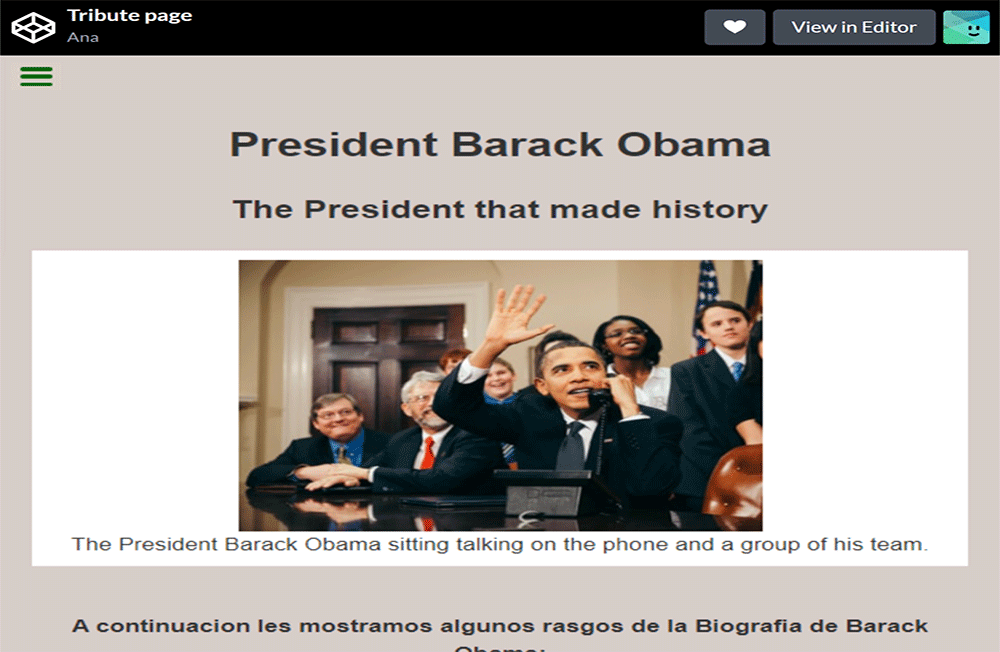 Tribute page
Ana
View in Editor
President Barack Obama
The President that made history
The President Barack Obama sitting talking on the phone and a group of his team.
A continuacion les mostramos algunos rasgos de la Biografia de Barack
Obama: